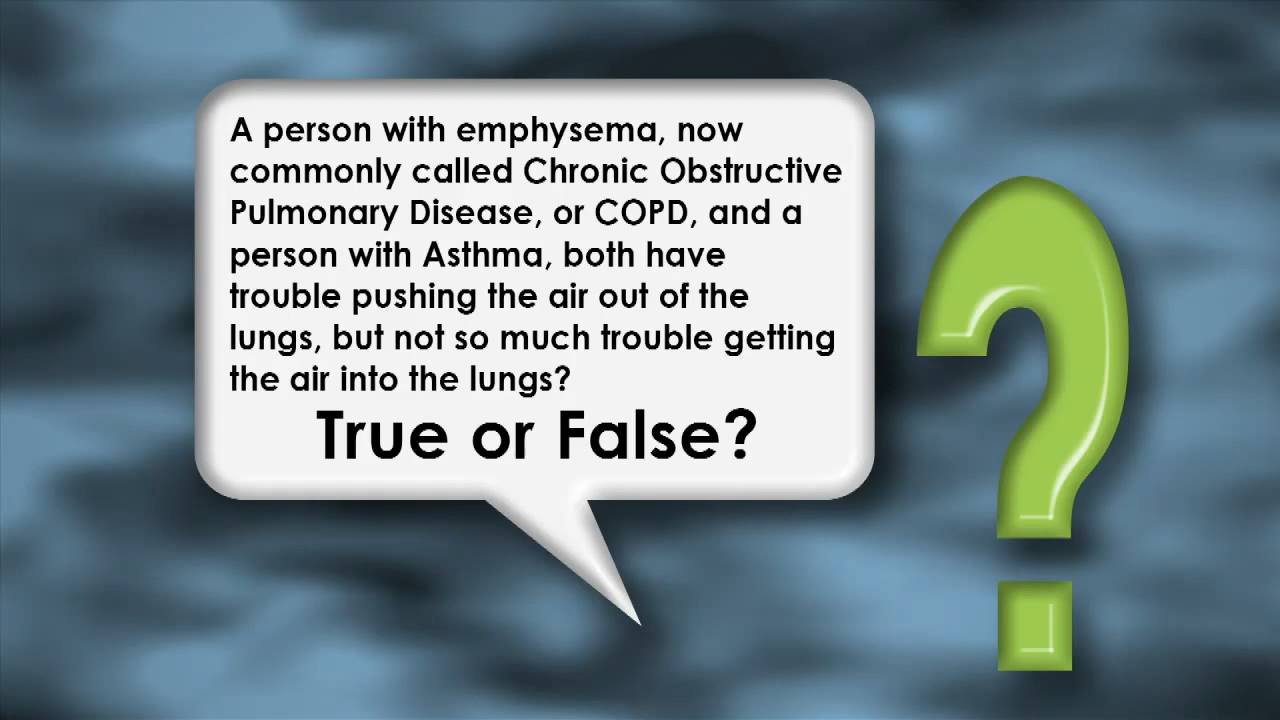 A person with emphysema, now
commonly called Chronic Obstructive
Pulmonary Disease, or COPD, and a
person with Asthma, both have
trouble pushing the air out of the
lungs, but not so much trouble getting
the air into the lungs?
True or False?
?